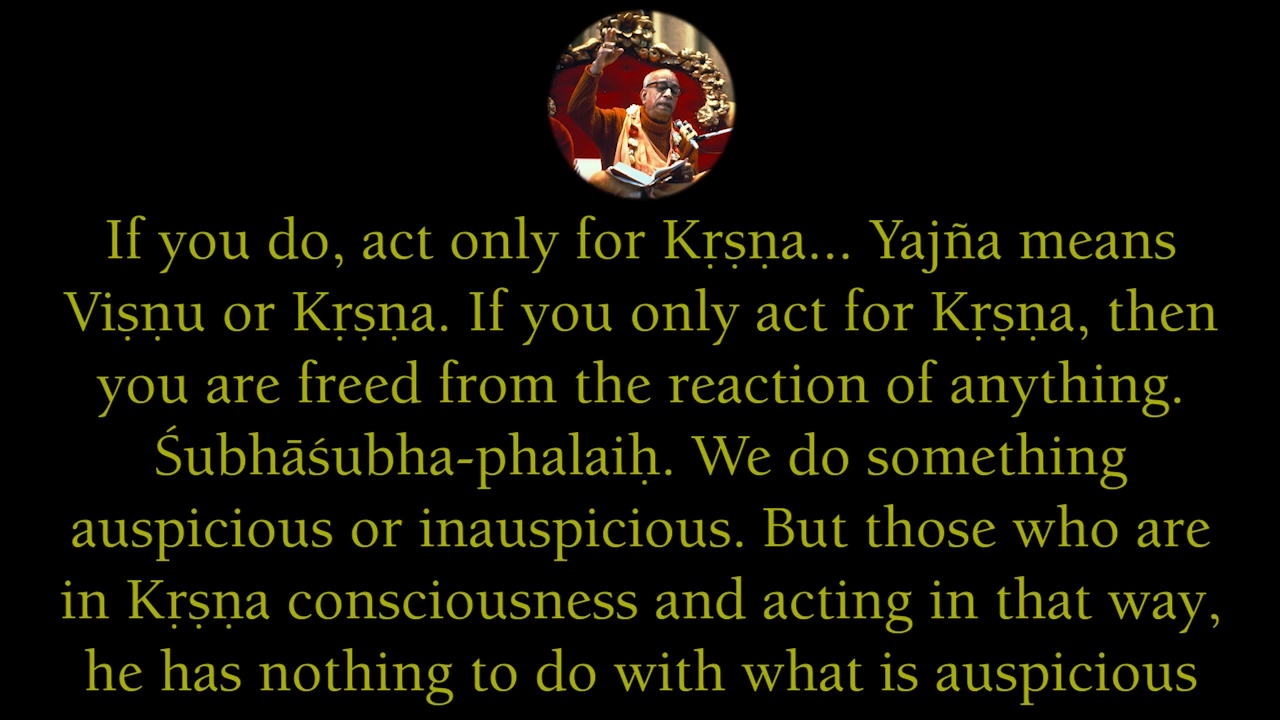 If you do, act only for Kṛṣṇa... Yajña means
Viṣṇu or Kṛṣṇa. If you only act for Kṛṣṇa, then
you are freed from the reaction of anything.
Śubhāśubha-phalaiḥ. We do something
auspicious or inauspicious. But those who are
in Kṛṣṇa consciousness and acting in that way,
he has nothing to do with what is auspicious